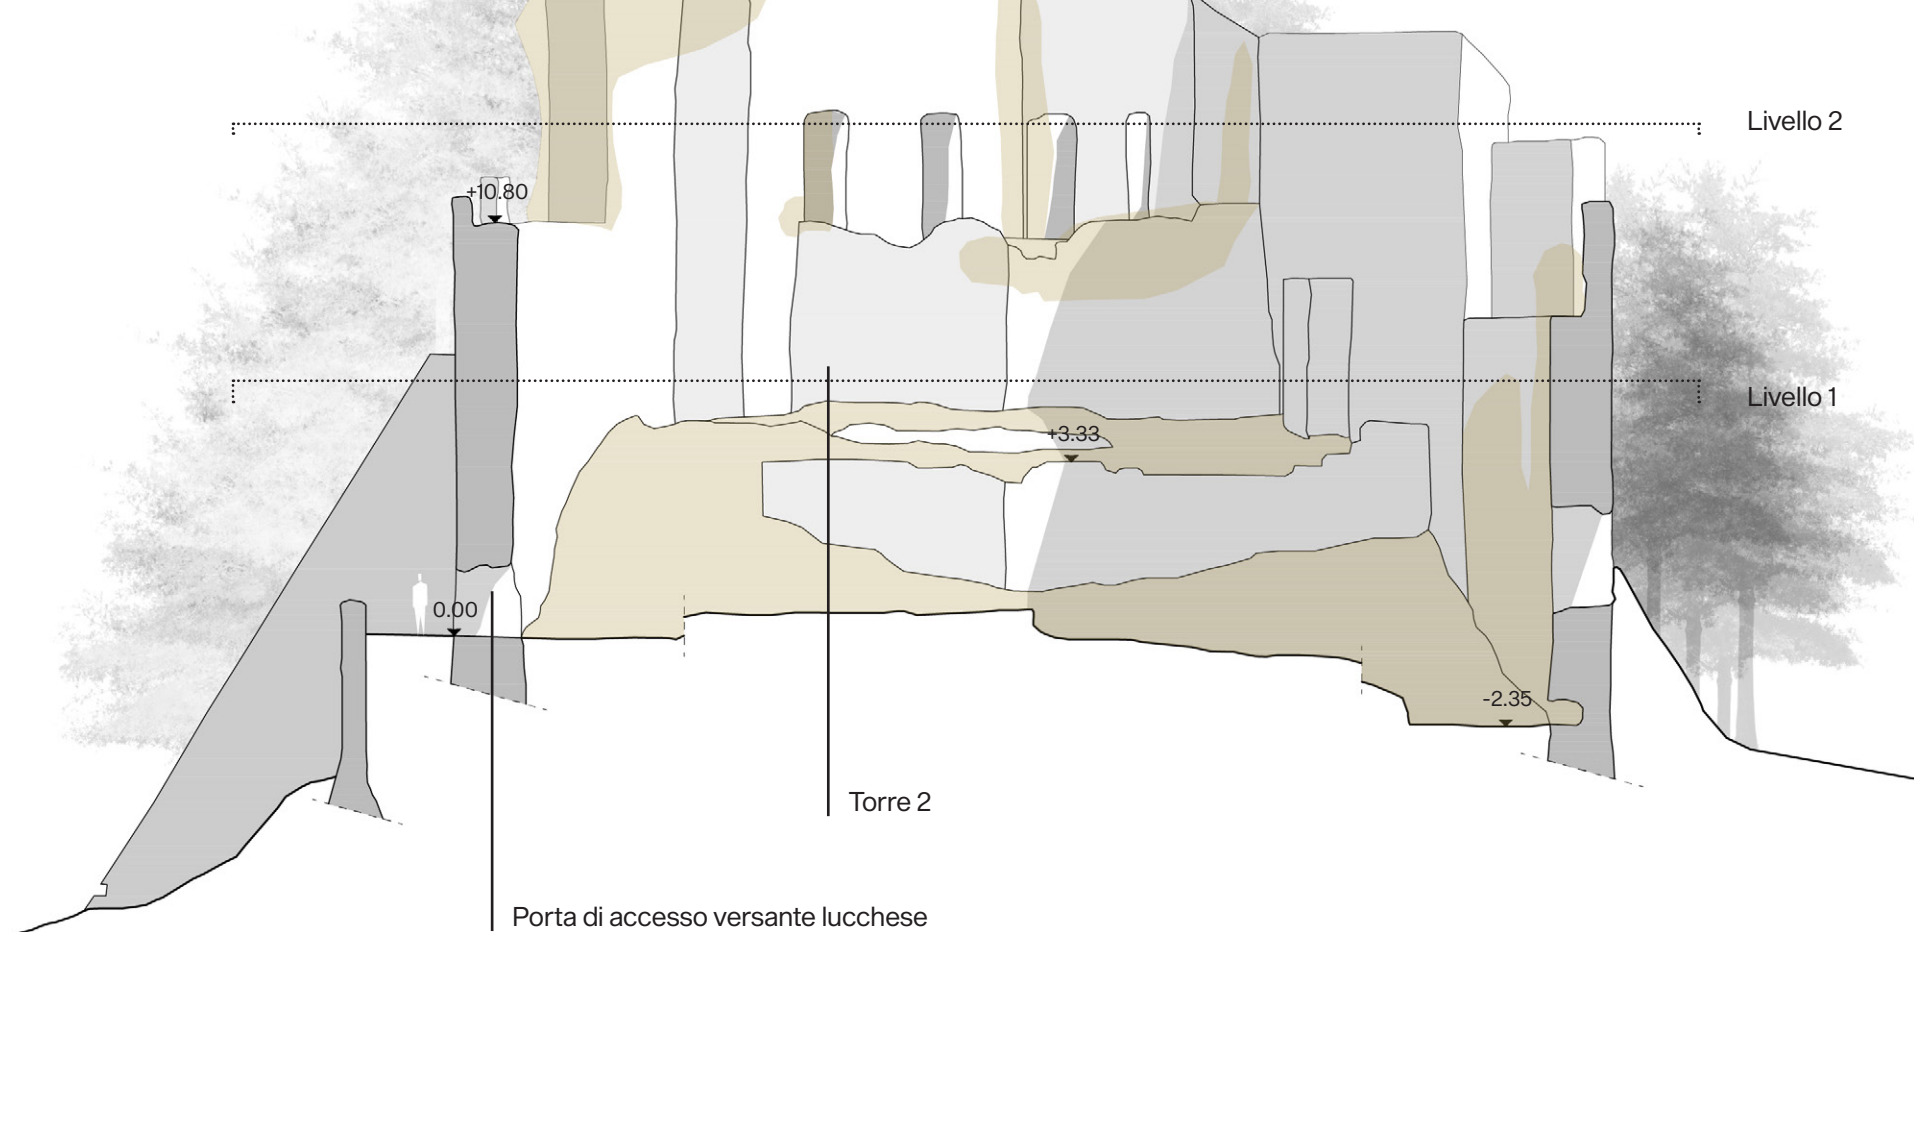 Livello 2
+10.80
Livello 1
+3.33
0.00
-2.35
Torre 2
Porta di accesso versante lucchese